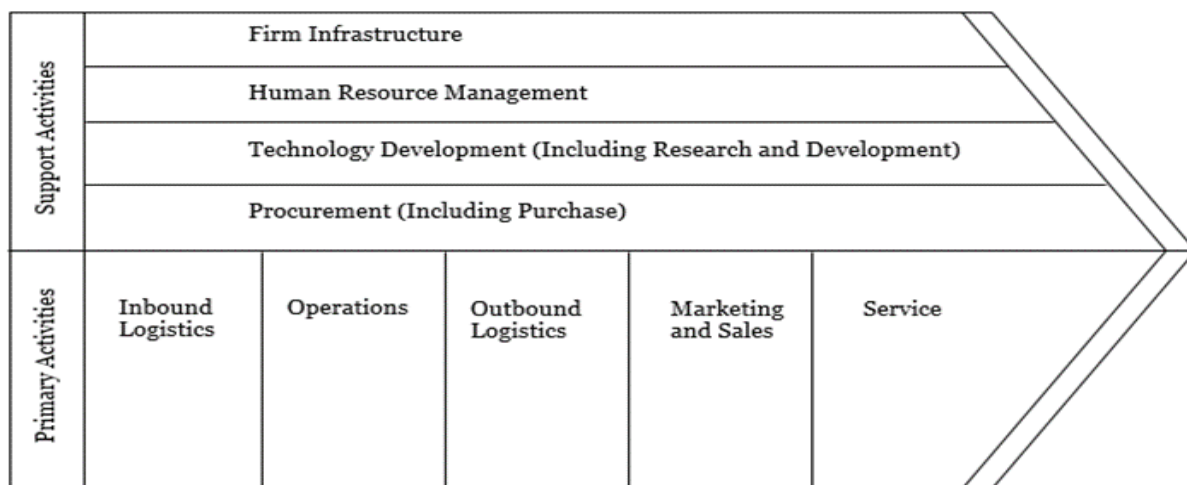 Support Activities
Firm Infrastructure
Human Resource Management
Technology Development (Including Research and Development)
Procurement (Including Purchase)
Primary Activities
Inbound
Logistics
Operations
Outbound
Logistics
Marketing
and Sales
Service